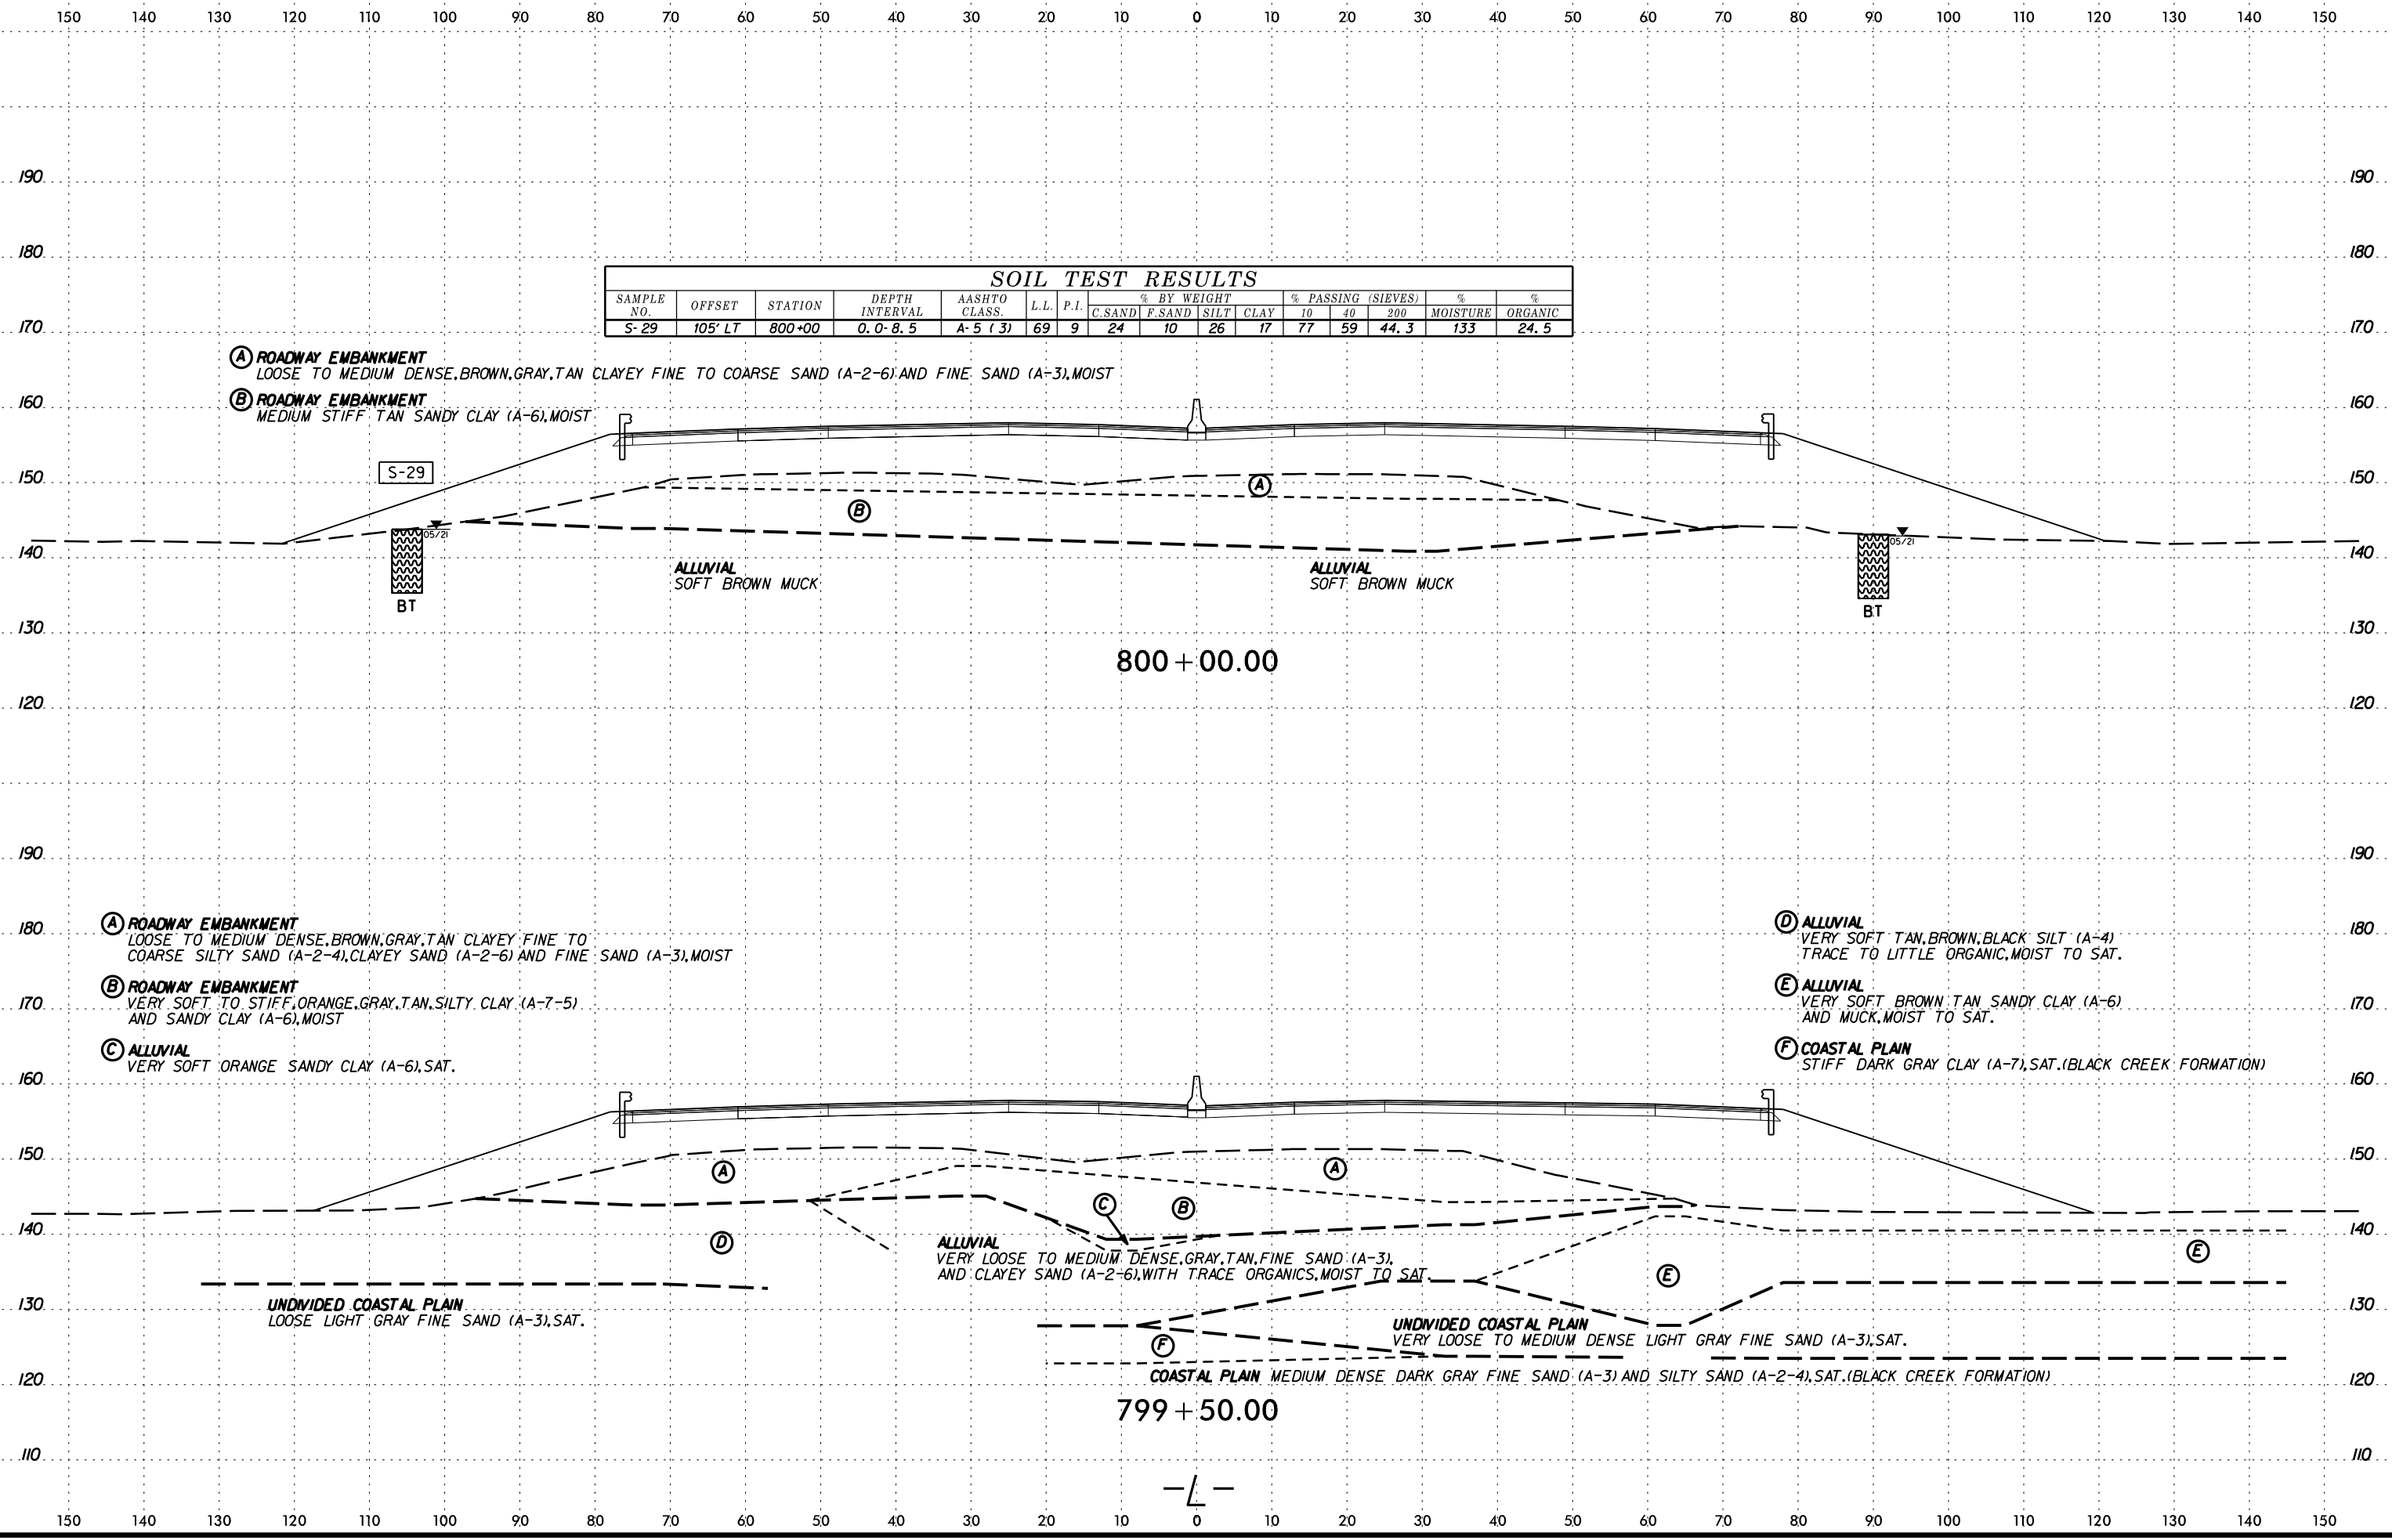 150 140 130 120 110 100 90 80 70 60 50 40 30 20 10 0 10 20 30 40 50 60 70 80 90 100 110 120 130 140 150
190 190
180 180
SOIL TEST RESULTS
SAMPLE NO. OFFSET STATION DEPTH INTERVAL AASHTO CLASS. L.L. P.I. % BY WEIGHT % PASSING (SIEVES) % MOISTURE % ORGANIC
C.SAND F.SAND SILT CLAY 10 40 200
S-29 105' LT 800+00 0.0-8.5 A-5 (3) 69 9 24 10 26 17 77 59 44.3 133 24.5
170 170
A ROADWAY EMBANKMENT
LOOSE TO MEDIUM DENSE,BROWN,GRAY,TAN CLAYEY FINE TO COARSE SAND (A-2-6) AND FINE SAND (A-3),MOIST
B ROADWAY EMBANKMENT
MEDIUM STIFF TAN SANDY CLAY (A-6),MOIST
160 160
S-29
150 150
A
B
05/21 05/21
140 140
ALLUVIAL
SOFT BROWN MUCK
ALLUVIAL
SOFT BROWN MUCK
BT BT
130 130
800+00.00
120 120
190 190
A ROADWAY EMBANKMENT
LOOSE TO MEDIUM DENSE,BROWN,GRAY,TAN CLAYEY FINE TO
COARSE SILTY SAND (A-2-4),CLAYEY SAND (A-2-6) AND FINE SAND (A-3),MOIST
B ROADWAY EMBANKMENT
VERY SOFT TO STIFF,ORANGE,GRAY,TAN,SILTY CLAY (A-7-5)
AND SANDY CLAY (A-6),MOIST
C ALLUVIAL
VERY SOFT ORANGE SANDY CLAY (A-6),SAT.
D ALLUVIAL
VERY SOFT TAN,BROWN,BLACK SILT (A-4)
TRACE TO LITTLE ORGANIC,MOIST TO SAT.
E ALLUVIAL
VERY SOFT BROWN TAN SANDY CLAY (A-6)
AND MUCK,MOIST TO SAT.
F COASTAL PLAIN
STIFF DARK GRAY CLAY (A-7),SAT.(BLACK CREEK FORMATION)
180 180
170 170
160 160
150 150
A A
C B
140 140
D
ALLUVIAL
VERY LOOSE TO MEDIUM DENSE,GRAY,TAN,FINE SAND (A-3),
AND CLAYEY SAND (A-2-6),WITH TRACE ORGANICS,MOIST TO SAT.
E E
130 130
UNDIVIDED COASTAL PLAIN
LOOSE LIGHT GRAY FINE SAND (A-3),SAT.
UNDIVIDED COASTAL PLAIN
VERY LOOSE TO MEDIUM DENSE LIGHT GRAY FINE SAND (A-3),SAT.
F
120 120
COASTAL PLAIN MEDIUM DENSE DARK GRAY FINE SAND (A-3) AND SILTY SAND (A-2-4),SAT.(BLACK CREEK FORMATION)
799+50.00
110 110
-L-
150 140 130 120 110 100 90 80 70 60 50 40 30 20 10 0 10 20 30 40 50 60 70 80 90 100 110 120 130 140 150